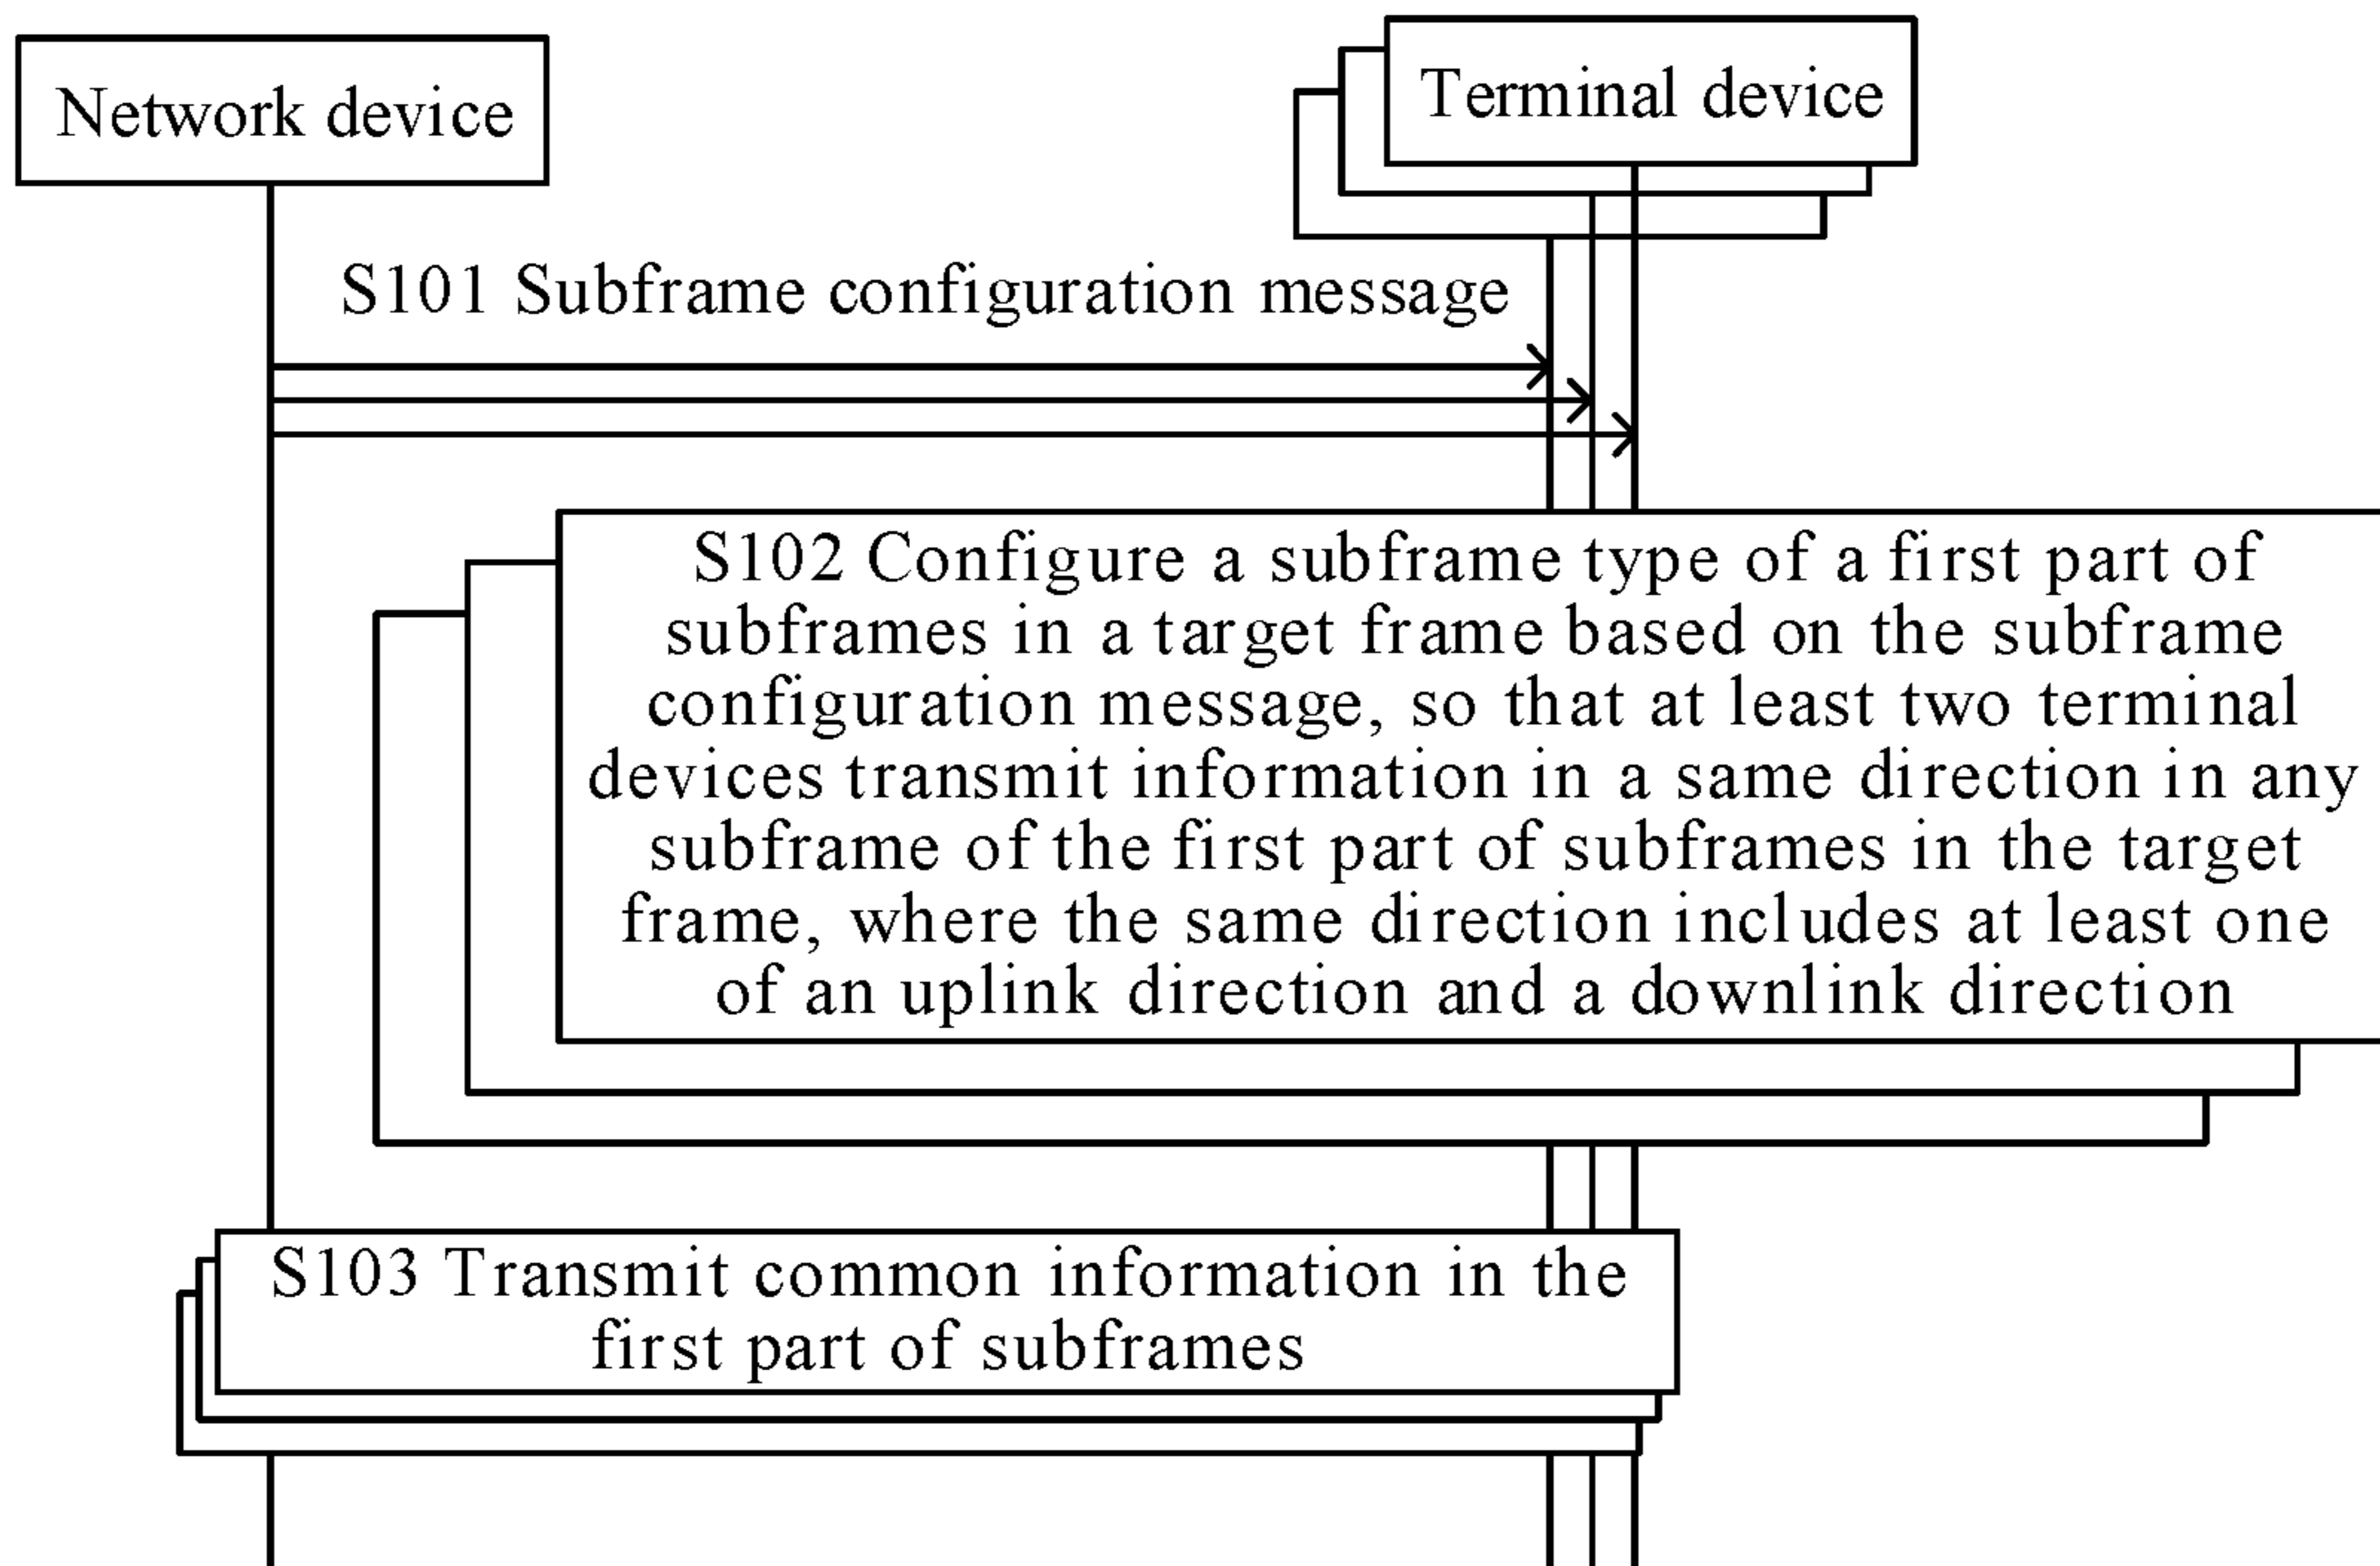 Network device
Terminal device
S101 Subframe configuration message
S102 Configure a subframe type of a first part of
subframes in a target frame based on the subframe
configuration message, so that at least two terminal
devices transmit information in a same direction in any
subframe of the first part of subframes in the target
frame, where the same direction includes at least one
of an uplink direction and a downlink direction
S103 Transmit common information in the
first part of subframes